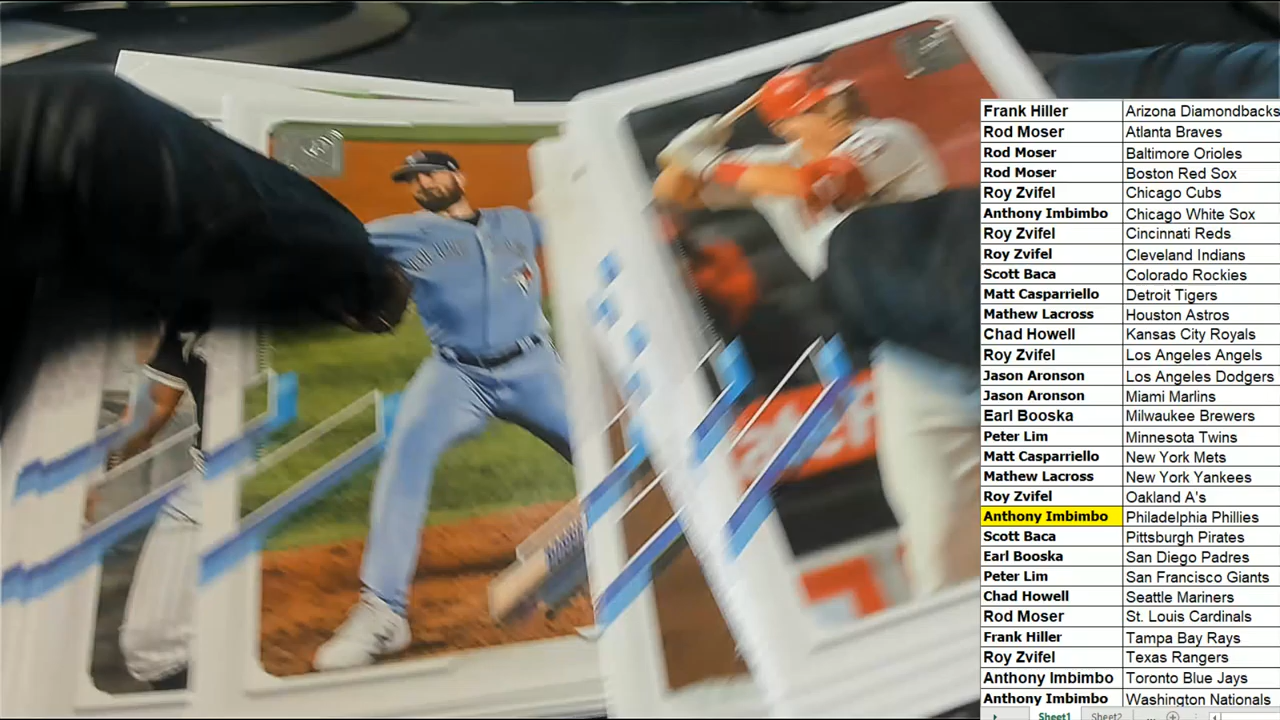 Frank Hiller Arizona Diamondbacks
Rod Moser Atlanta Braves
Rod Moser Baltimore Orioles
Rod Moser Boston Red Sox
Roy Zvifel Chicago Cubs
Anthony Imbimbo Chicago White Sox
Roy Zvifel Cincinnati Reds
Roy Zvifel Cleveland Indians
Scott Baca Colorado Rockies
Matt Casparriello Detroit Tigers
Mathew Lacross Houston Astros
Chad Howell Kansas City Royals
Roy Zvifel Los Angeles Angels
Jason Aronson Los Angeles Dodgers
Jason Aronson Miami Marlins
Earl Booska Milwaukee Brewers
Peter Lim Minnesota Twins
Matt Casparriello New York Mets
Mathew Lacross New York Yankees
Roy Zvifel Oakland A's
Anthony Imbimbo Philadelphia Phillies
Scott Baca Pittsburgh Pirates
Earl Booska San Diego Padres
Peter Lim San Francisco Giants
Chad Howell Seattle Mariners
Rod Moser St. Louis Cardinals
Frank Hiller Tampa Bay Rays
Roy Zvifel Texas Rangers
Anthony Imbimbo Toronto Blue Jays
Anthony Imbimbo Washington Nationals
Sheet1 Sheet2 ...